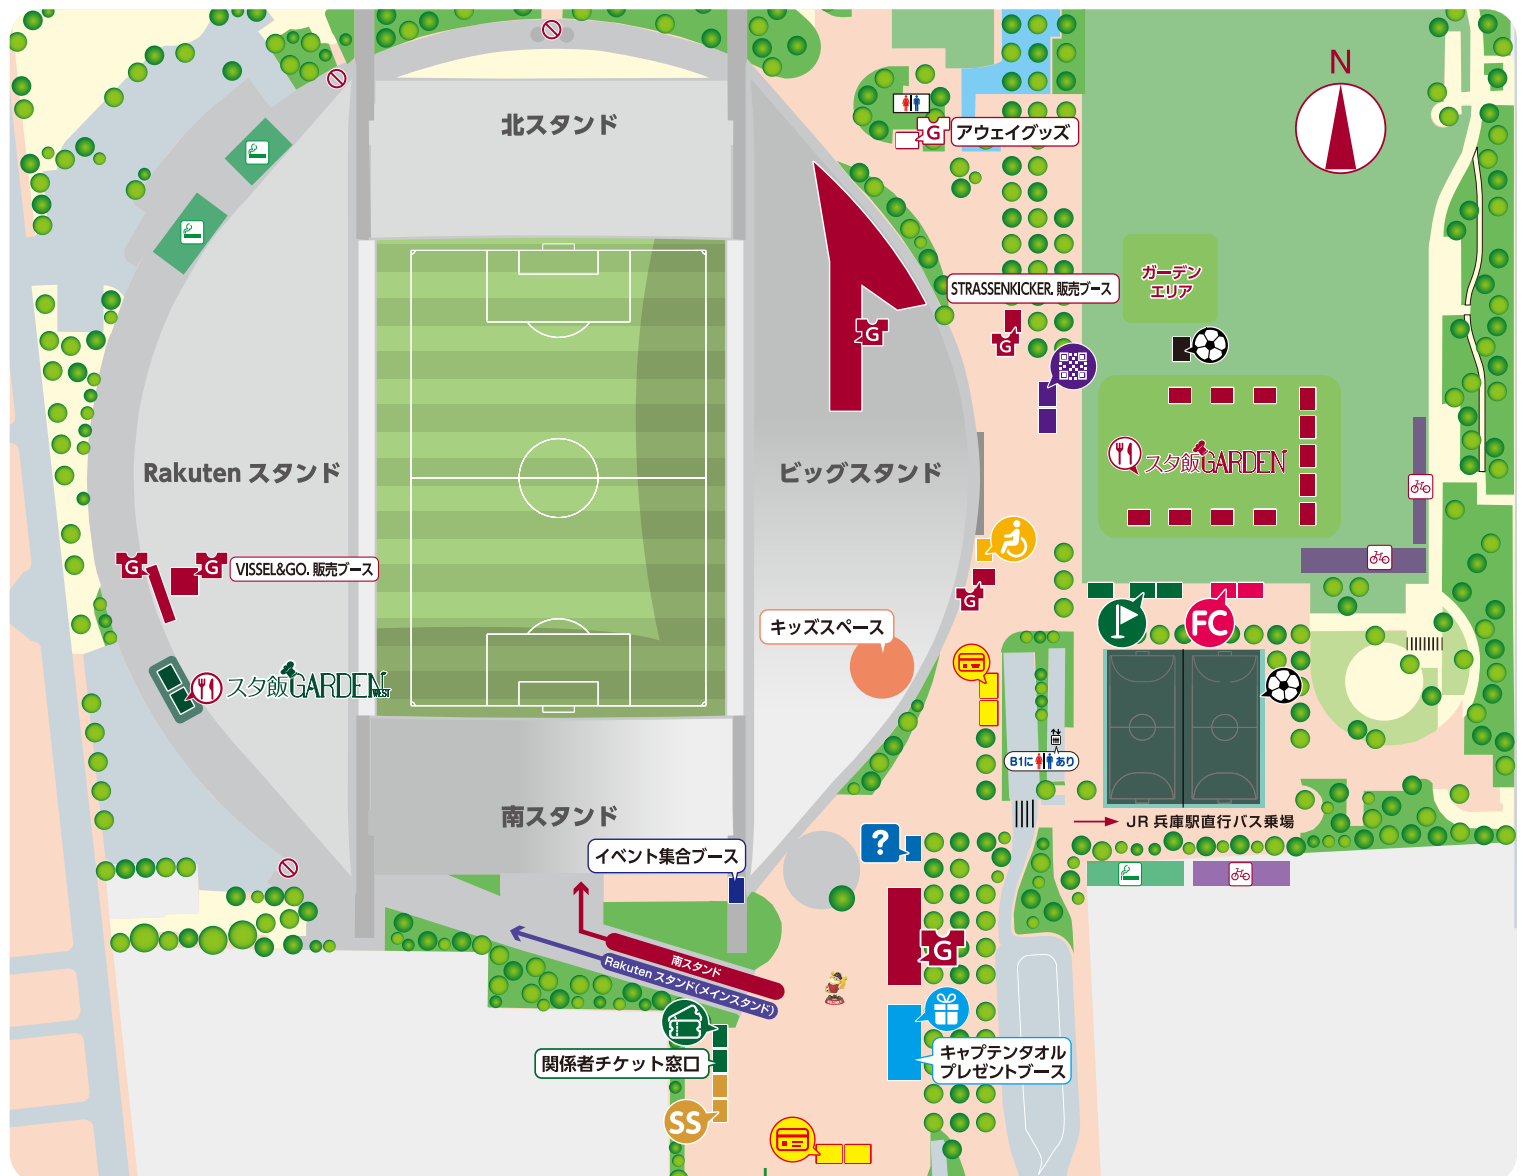 N
北スタンド
G
アウェイグッズ
ガーデン
エリア
STRASSENKICKER. 販売ブース
G
G
Rakuten スタンド
ビッグスタンド
スタ飯GARDEN
G
G
VISSEL&GO. 販売ブース
G
キッズスペース
FC
スタ飯GARDEN
WEST
B1に
あり
南スタンド
JR 兵庫駅直行バス乗場
?
イベント集合ブース
G
南スタンド
Rakuten スタンド(メインスタンド)
関係者チケット窓口
キャプテンタオル
プレゼントブース
SS